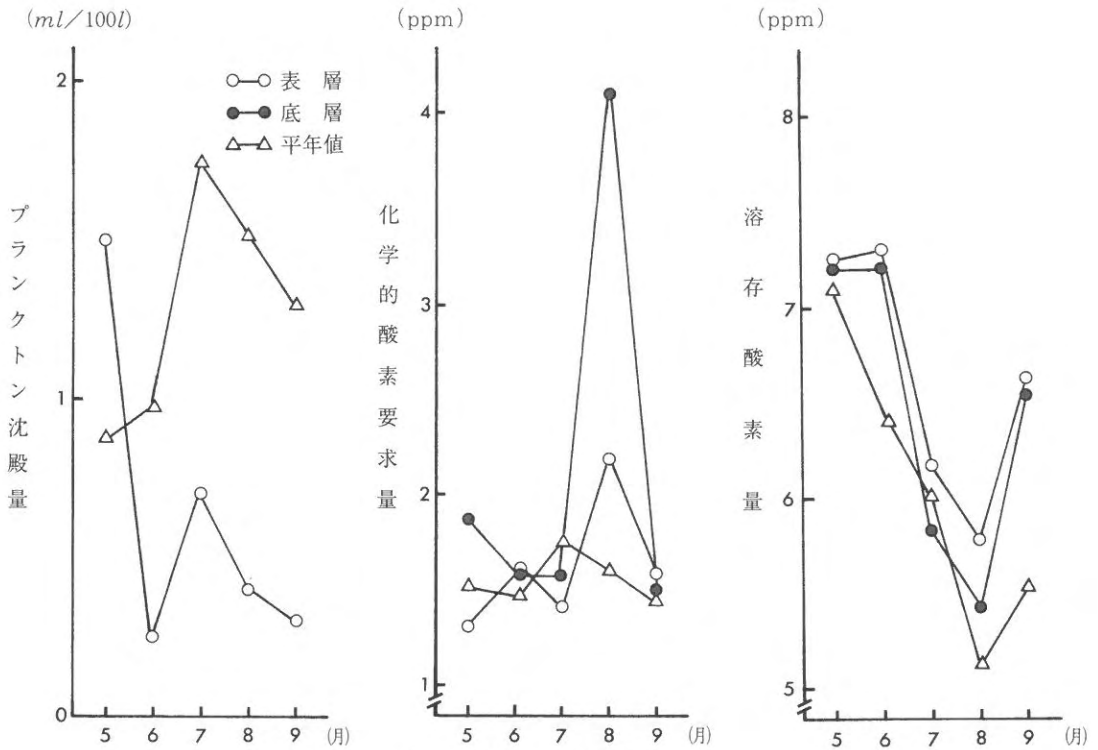 (ml/100l)
2
1
0
プランクトン沈殿量
表層
底層
平年値
5 6 7 8 9 (月)
(ppm)
4
3
2
1
化学的酸素要求量
5 6 7 8 9 (月)
(ppm)
8
7
6
5
溶存酸素量
5 6 7 8 9 (月)